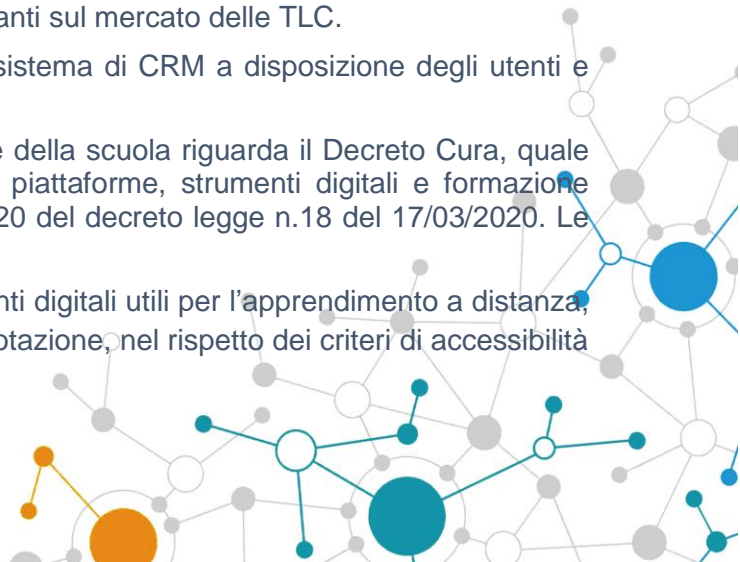 anti sul mercato delle TLC.
sistema di CRM a disposizione degli utenti e
e della scuola riguarda il Decreto Cura, quale
piattaforme, strumenti digitali e formazione
20 del decreto legge n.18 del 17/03/2020. Le
nti digitali utili per l’apprendimento a distanza,
otazione, nel rispetto dei criteri di accessibilità